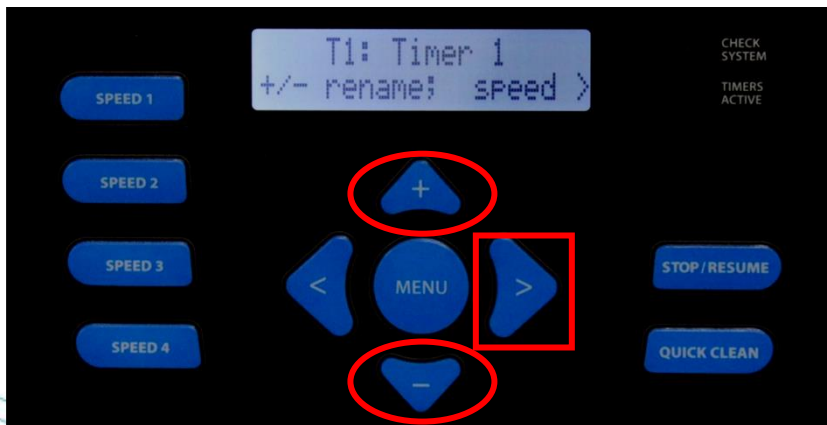 T1: Timer 1
+/- rename; speed >
CHECK
SYSTEM
TIMERS
ACTIVE
SPEED 1
SPEED 2
SPEED 3
SPEED 4
+
<
MENU
>
-
STOP/RESUME
QUICK CLEAN